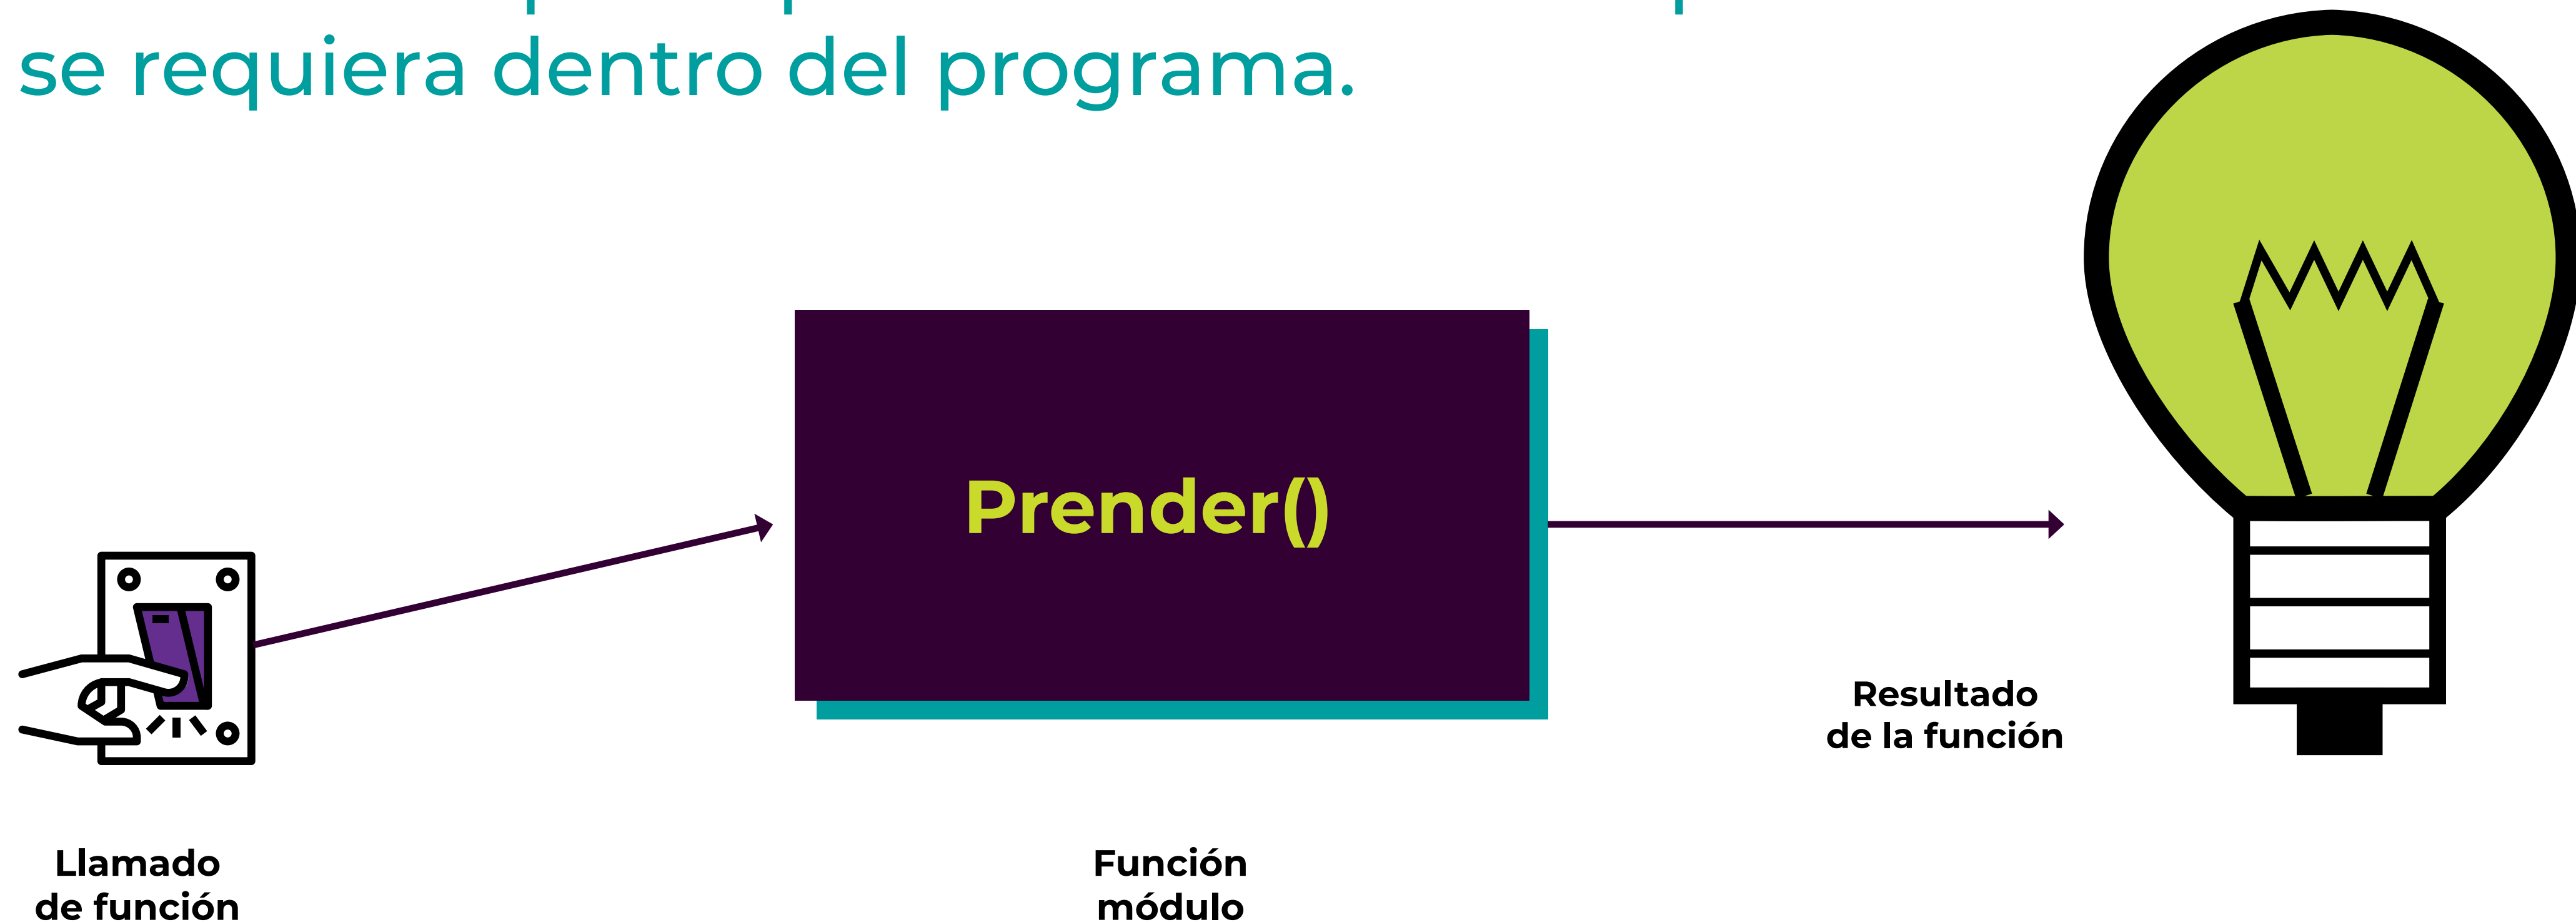 se requiera dentro del programa.
Prender()
Resultado
de la función
Llamado
de función
Función
módulo